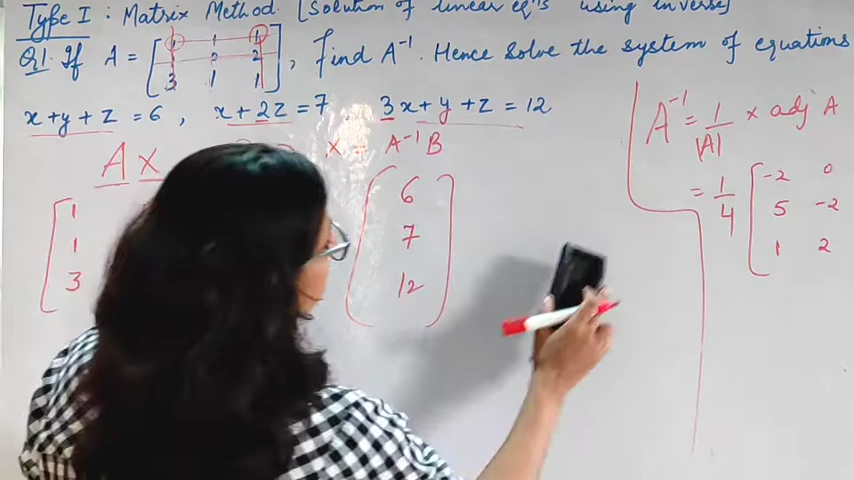 Type I : Matrix Method [Solution of linear eq'ns using inverse]
Q1. If A = [1 1 1
1 0 2
3 1 1], Find A⁻¹. Hence solve the system of equations
x+y+z = 6, x+2z = 7, 3x+y+z = 12
AX
X = A⁻¹B
[1
1
3
[6
7
12]
A⁻¹ = 1/|A| × adj A
= 1/4 [-2 0
5 -2
1 2